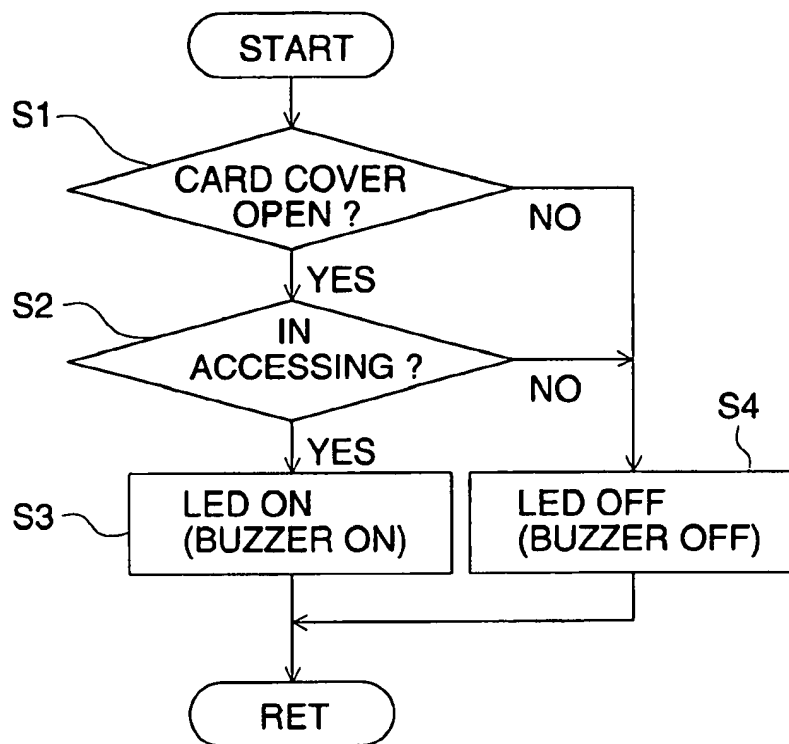 START
S1
CARD COVER
OPEN ?
NO
YES
S2
IN
ACCESSING ?
NO
YES
S4
S3
LED ON
(BUZZER ON)
LED OFF
(BUZZER OFF)
RET